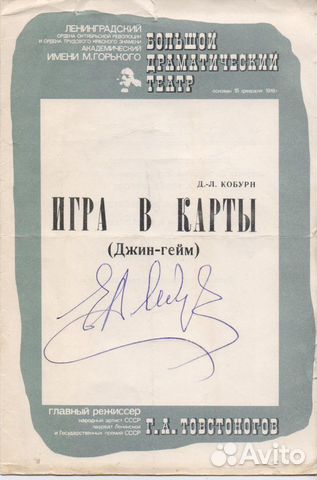 ЛЕНИНГРАДСКИЙ
ОРДЕНА ОКТЯБРЬСКОЙ РЕВОЛЮЦИИ
И ОРДЕНА ТРУДОВОГО КРАСНОГО ЗНАМЕНИ
АКАДЕМИЧЕСКИЙ
ИМЕНИ М.ГОРЬКОГО
БОЛЬШОЙ
ДРАМАТИЧЕСКИЙ
ТЕАТР
основан 15 февраля 1919 г
Д.-Л. КОБУРН
ИГРА В КАРТЫ
(Джин-гейм)
главный режиссер
народный артист СССР
лауреат Ленинской
и Государственных премий СССР
Г.А. ТОВСТОНОГОВ
Avito